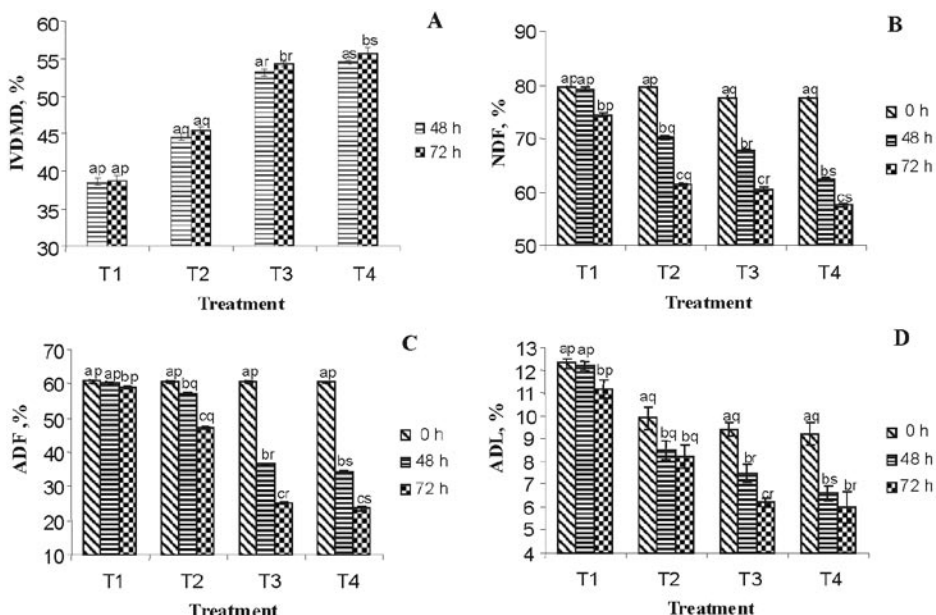 A
IVDMD, %
60
55
50
45
40
35
30
ap ap
aq aq
ar br
as bs
48 h
72 h
T1 T2 T3 T4
Treatment
B
NDF, %
90
80
70
60
50
ap ap bp
ap bq cq
aq br cr
aq bs cs
0 h
48 h
72 h
T1 T2 T3 T4
Treatment
C
ADF ,%
70
60
50
40
30
20
10
ap ap bp
ap bq cq
ap br cr
ap bs cs
0 h
48 h
72 h
T1 T2 T3 T4
Treatment
D
ADL, %
13
12
11
10
9
8
7
6
5
4
ap ap bp
aq bq bq
aq br cr
aq bs br
0 h
48 h
72 h
T1 T2 T3 T4
Treatment